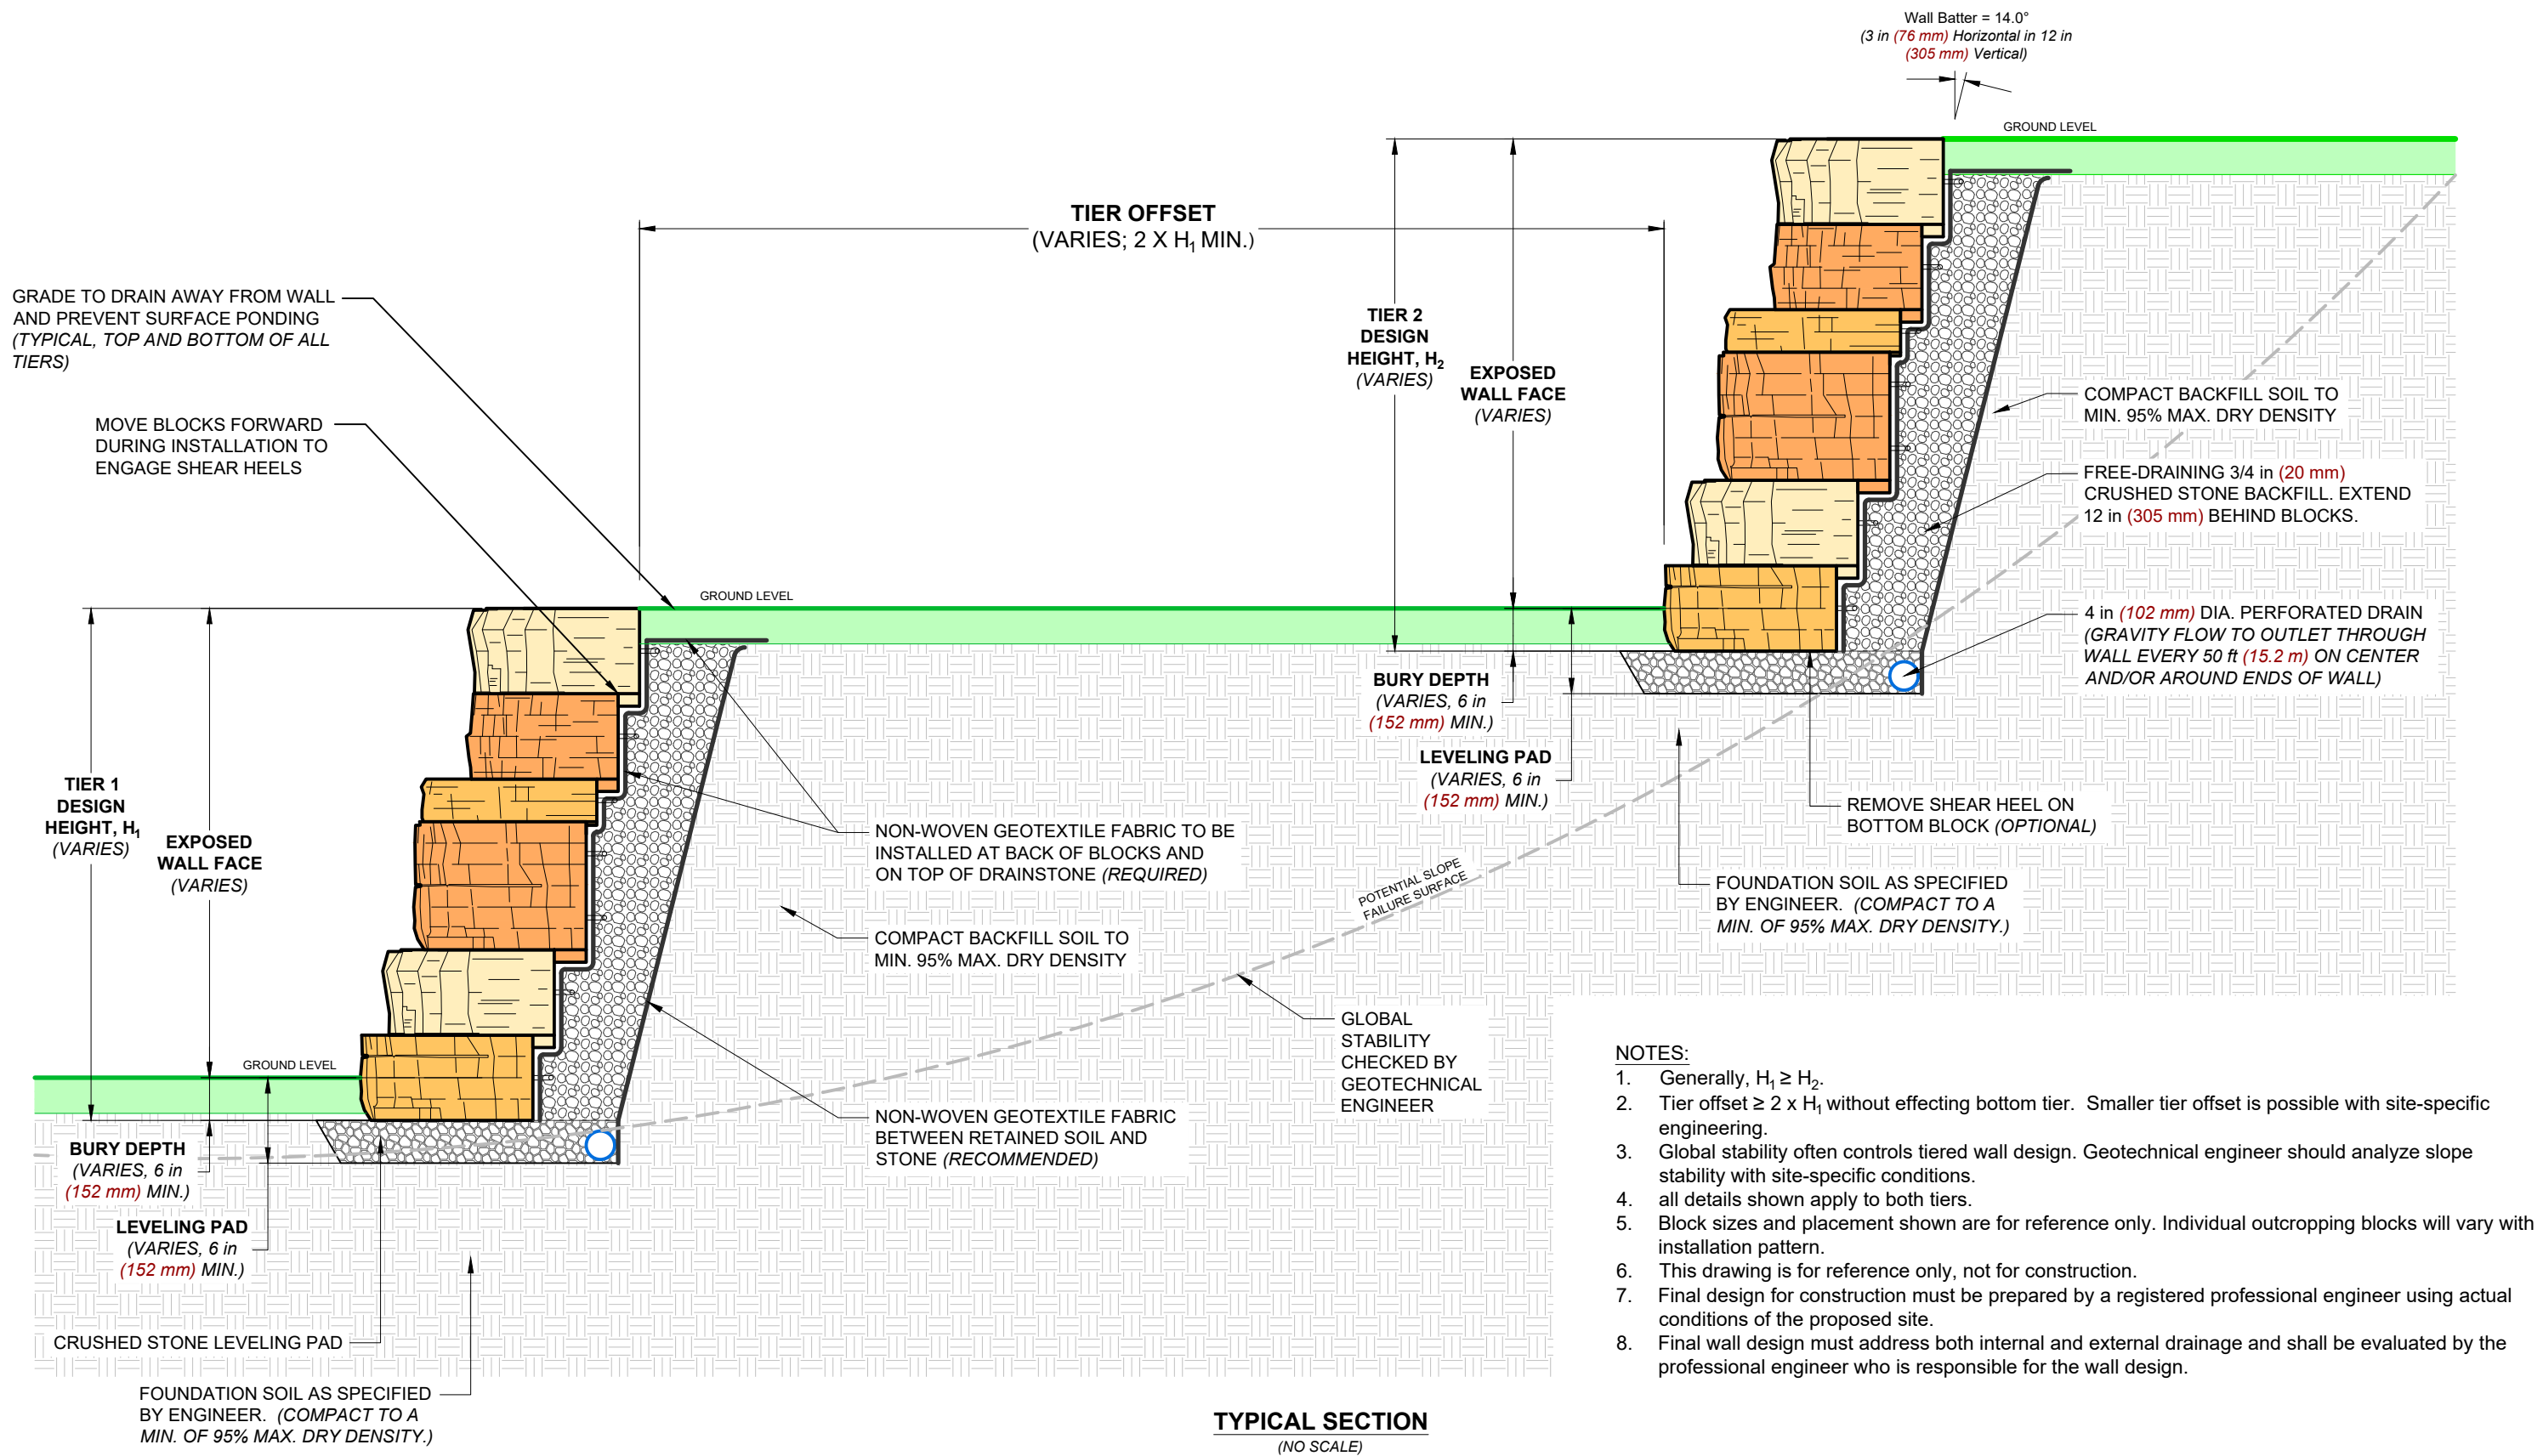 Wall Batter = 14.0°
(3 in (76 mm) Horizontal in 12 in
(305 mm) Vertical)
GROUND LEVEL
TIER OFFSET
(VARIES; 2 X H₁ MIN.)
GRADE TO DRAIN AWAY FROM WALL
AND PREVENT SURFACE PONDING
(TYPICAL, TOP AND BOTTOM OF ALL
TIERS)
MOVE BLOCKS FORWARD
DURING INSTALLATION TO
ENGAGE SHEAR HEELS
TIER 2
DESIGN
HEIGHT, H₂
(VARIES)
EXPOSED
WALL FACE
(VARIES)
COMPACT BACKFILL SOIL TO
MIN. 95% MAX. DRY DENSITY
FREE-DRAINING 3/4 in (20 mm)
CRUSHED STONE BACKFILL. EXTEND
12 in (305 mm) BEHIND BLOCKS.
4 in (102 mm) DIA. PERFORATED DRAIN
(GRAVITY FLOW TO OUTLET THROUGH
WALL EVERY 50 ft (15.2 m) ON CENTER
AND/OR AROUND ENDS OF WALL)
GROUND LEVEL
BURY DEPTH
(VARIES, 6 in
(152 mm) MIN.)
LEVELING PAD
(VARIES, 6 in
(152 mm) MIN.)
REMOVE SHEAR HEEL ON
BOTTOM BLOCK (OPTIONAL)
FOUNDATION SOIL AS SPECIFIED
BY ENGINEER. (COMPACT TO A
MIN. OF 95% MAX. DRY DENSITY.)
TIER 1
DESIGN
HEIGHT, H₁
(VARIES)
EXPOSED
WALL FACE
(VARIES)
NON-WOVEN GEOTEXTILE FABRIC TO BE
INSTALLED AT BACK OF BLOCKS AND
ON TOP OF DRAINSTONE (REQUIRED)
COMPACT BACKFILL SOIL TO
MIN. 95% MAX. DRY DENSITY
POTENTIAL SLOPE
FAILURE SURFACE
GLOBAL
STABILITY
CHECKED BY
GEOTECHNICAL
ENGINEER
NON-WOVEN GEOTEXTILE FABRIC
BETWEEN RETAINED SOIL AND
STONE (RECOMMENDED)
GROUND LEVEL
BURY DEPTH
(VARIES, 6 in
(152 mm) MIN.)
LEVELING PAD
(VARIES, 6 in
(152 mm) MIN.)
CRUSHED STONE LEVELING PAD
FOUNDATION SOIL AS SPECIFIED
BY ENGINEER. (COMPACT TO A
MIN. OF 95% MAX. DRY DENSITY.)
NOTES:
1. Generally, H₁ ≥ H₂.
2. Tier offset ≥ 2 x H₁ without effecting bottom tier. Smaller tier offset is possible with site-specific
engineering.
3. Global stability often controls tiered wall design. Geotechnical engineer should analyze slope
stability with site-specific conditions.
4. all details shown apply to both tiers.
5. Block sizes and placement shown are for reference only. Individual outcropping blocks will vary with
installation pattern.
6. This drawing is for reference only, not for construction.
7. Final design for construction must be prepared by a registered professional engineer using actual
conditions of the proposed site.
8. Final wall design must address both internal and external drainage and shall be evaluated by the
professional engineer who is responsible for the wall design.
TYPICAL SECTION
(NO SCALE)